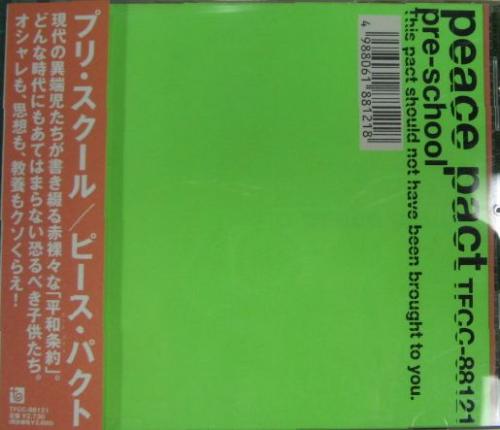 プリ・スクール／ピース・パクト
現代の異端児たちが書き綴る赤裸々な「平和条約」。
どんな時代にもあてはまらない恐るべき子供たち。
オシャレも、思想も、教養もクソくらえ！
TFCC-88121
peace pact TFCC-88121
pre-school
This pact should not have been brought to you.
4 988061 881218